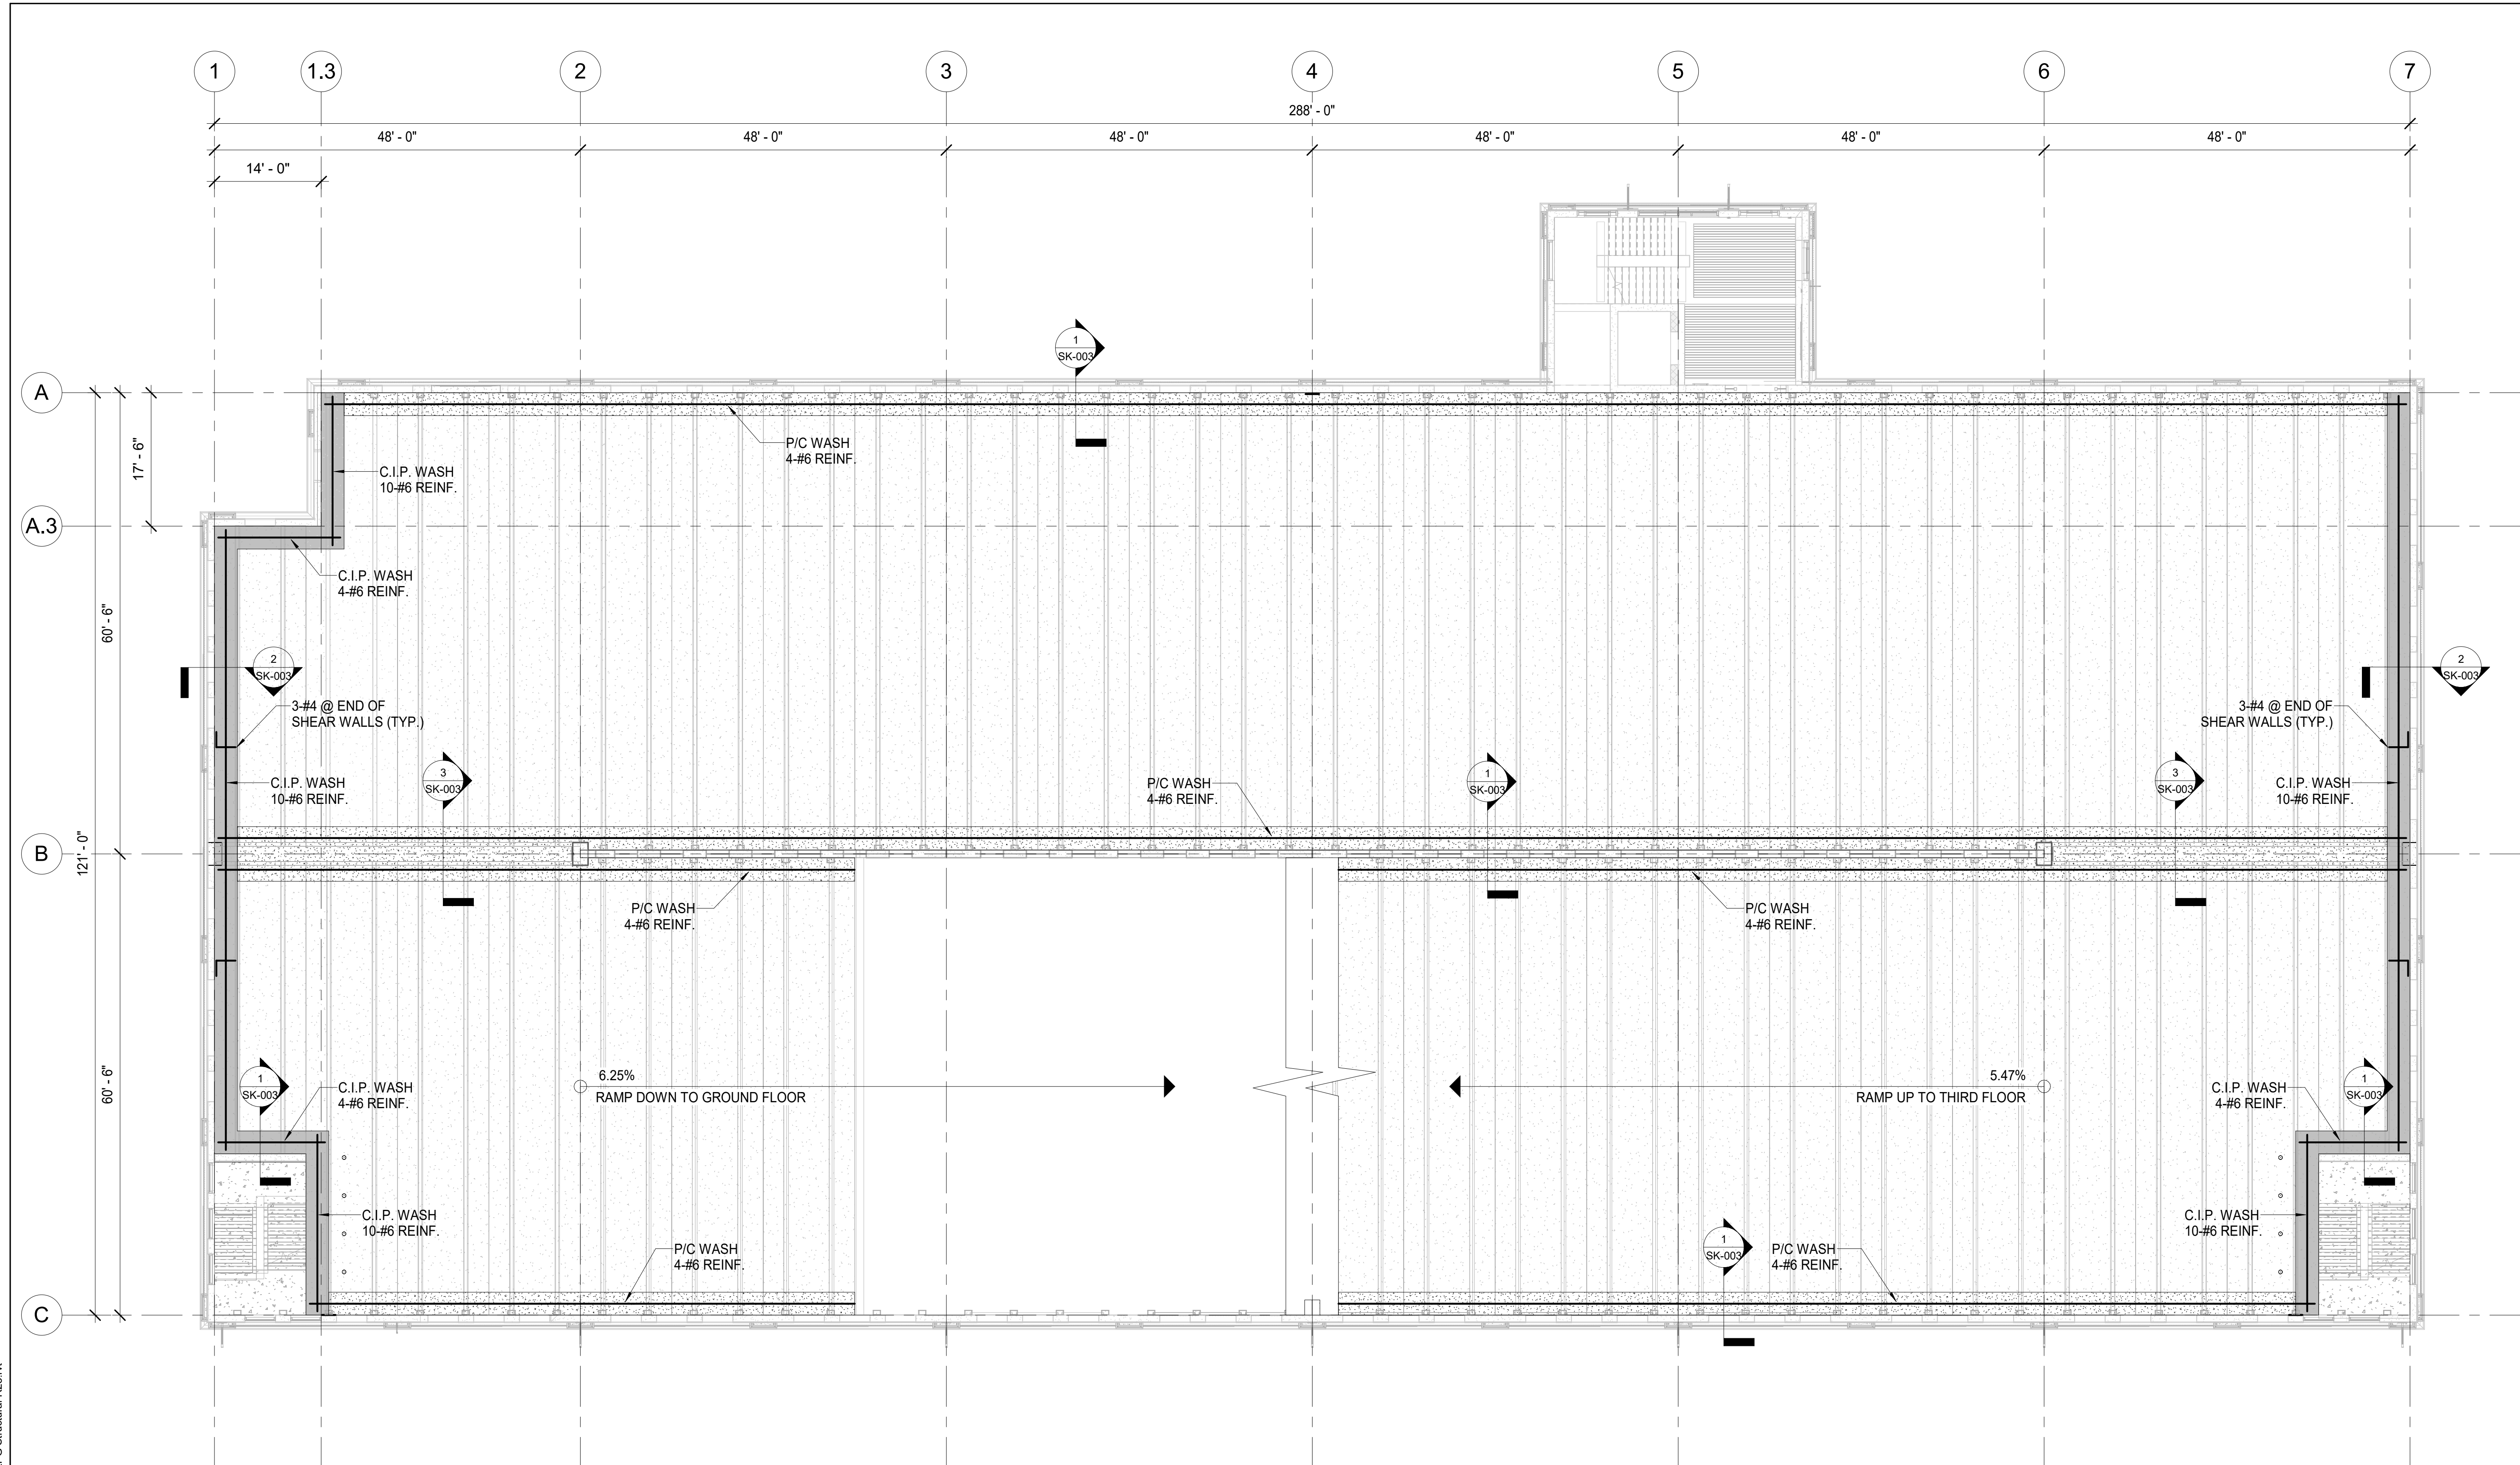 1
1.3
2
3
4
5
6
7
288' - 0"
48' - 0"
48' - 0"
48' - 0"
48' - 0"
48' - 0"
48' - 0"
14' - 0"
1
SK-003
A
17' - 6"
P/C WASH
4-#6 REINF.
C.I.P. WASH
10-#6 REINF.
A.3
C.I.P. WASH
4-#6 REINF.
60' - 6"
2
SK-003
2
SK-003
3-#4 @ END OF
SHEAR WALLS (TYP.)
3-#4 @ END OF
SHEAR WALLS (TYP.)
3
SK-003
1
SK-003
3
SK-003
C.I.P. WASH
10-#6 REINF.
P/C WASH
4-#6 REINF.
C.I.P. WASH
10-#6 REINF.
B
121' - 0"
P/C WASH
4-#6 REINF.
P/C WASH
4-#6 REINF.
60' - 6"
1
SK-003
C.I.P. WASH
4-#6 REINF.
6.25%
RAMP DOWN TO GROUND FLOOR
5.47%
RAMP UP TO THIRD FLOOR
C.I.P. WASH
4-#6 REINF.
1
SK-003
C.I.P. WASH
10-#6 REINF.
C.I.P. WASH
10-#6 REINF.
P/C WASH
4-#6 REINF.
1
SK-003
P/C WASH
4-#6 REINF.
C